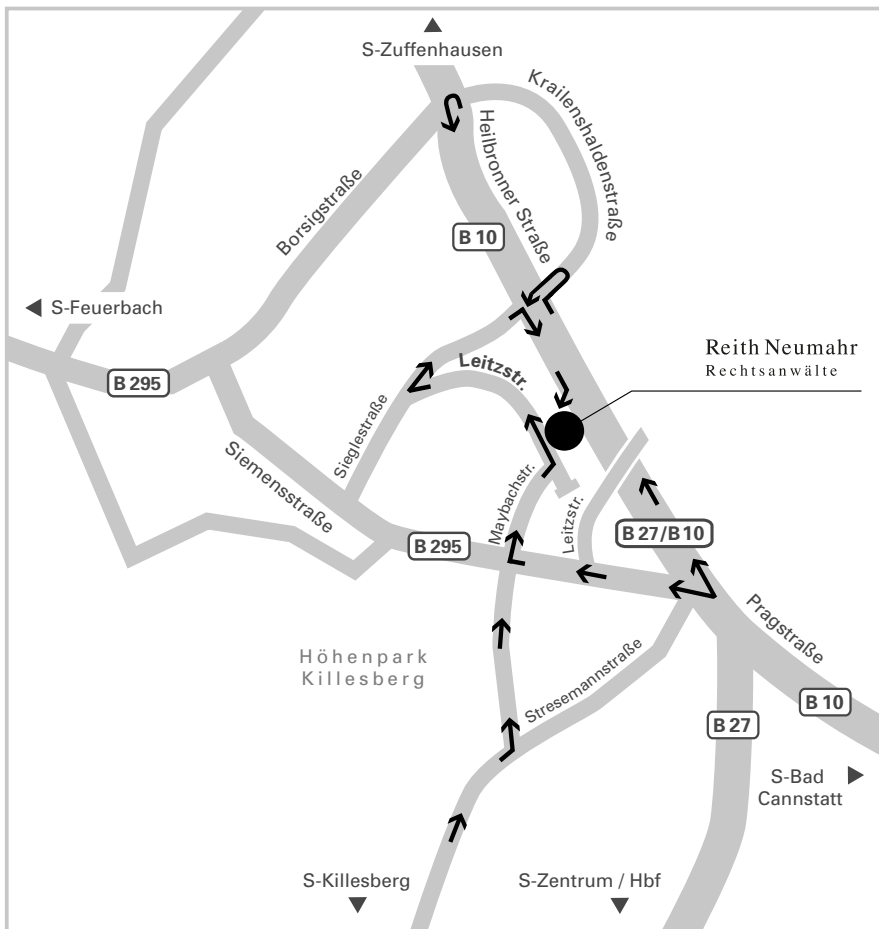 S-Zuffenhausen
Krailenshaldenstraße
Heilbronner Straße
Borsigstraße
B 10
S-Feuerbach
Reith Neumahr
Rechtsanwälte
Leitzstr.
B 295
Sieglestraße
Siemensstraße
Maybachstr.
Leitzstr.
B 27/B 10
B 295
Pragstraße
Höhenpark
Killesberg
Stresemannstraße
B 10
B 27
S-Bad
Cannstatt
S-Killesberg
S-Zentrum / Hbf